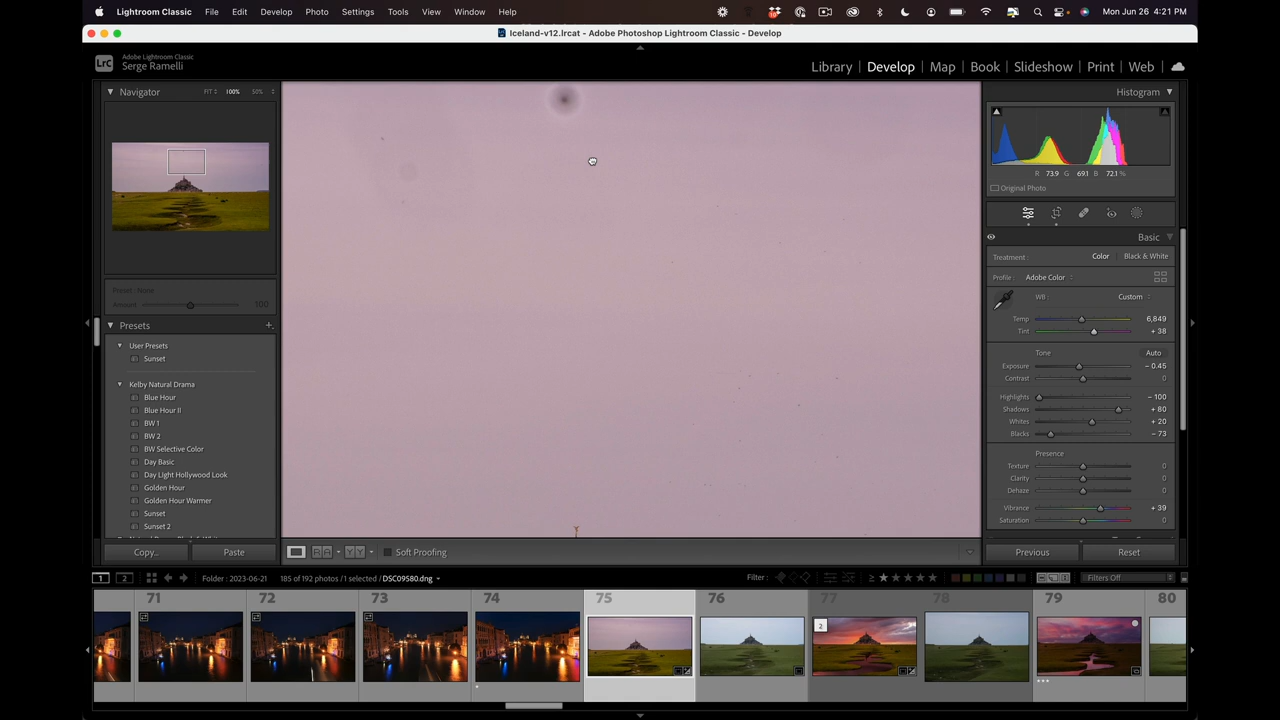 Lightroom Classic File Edit Develop Photo Settings Tools View Window Help Mon Jun 26 4:21 PM
Iceland-v12.lrcat - Adobe Photoshop Lightroom Classic - Develop
LrC Adobe Lightroom Classic
Serge Ramelli
Library Develop Map Book Slideshow Print Web
Navigator FIT 100% 50%
Preset: None
Amount 100
Presets +
User Presets
Sunset
Kelby Natural Drama
Blue Hour
Blue Hour II
BW 1
BW 2
BW Selective Color
Day Basic
Day Light Hollywood Look
Golden Hour
Golden Hour Warmer
Sunset
Sunset 2
Copy... Paste
Soft Proofing
Histogram
R 73.9 G 69.1 B 72.1 %
Original Photo
Basic
Treatment : Color Black & White
Profile : Adobe Color
WB : Custom
Temp 6,849
Tint + 38
Tone Auto
Exposure − 0.45
Contrast 0
Highlights − 100
Shadows + 80
Whites + 20
Blacks − 73
Presence
Texture 0
Clarity 0
Dehaze 0
Vibrance + 39
Saturation 0
Previous Reset
1 2 Folder : 2023-06-21 185 of 192 photos / 1 selected / DSC09580.dng Filter : ≥ ★★★★★ Filters Off
71 72 73 74 75 76 77 78 79 80
2